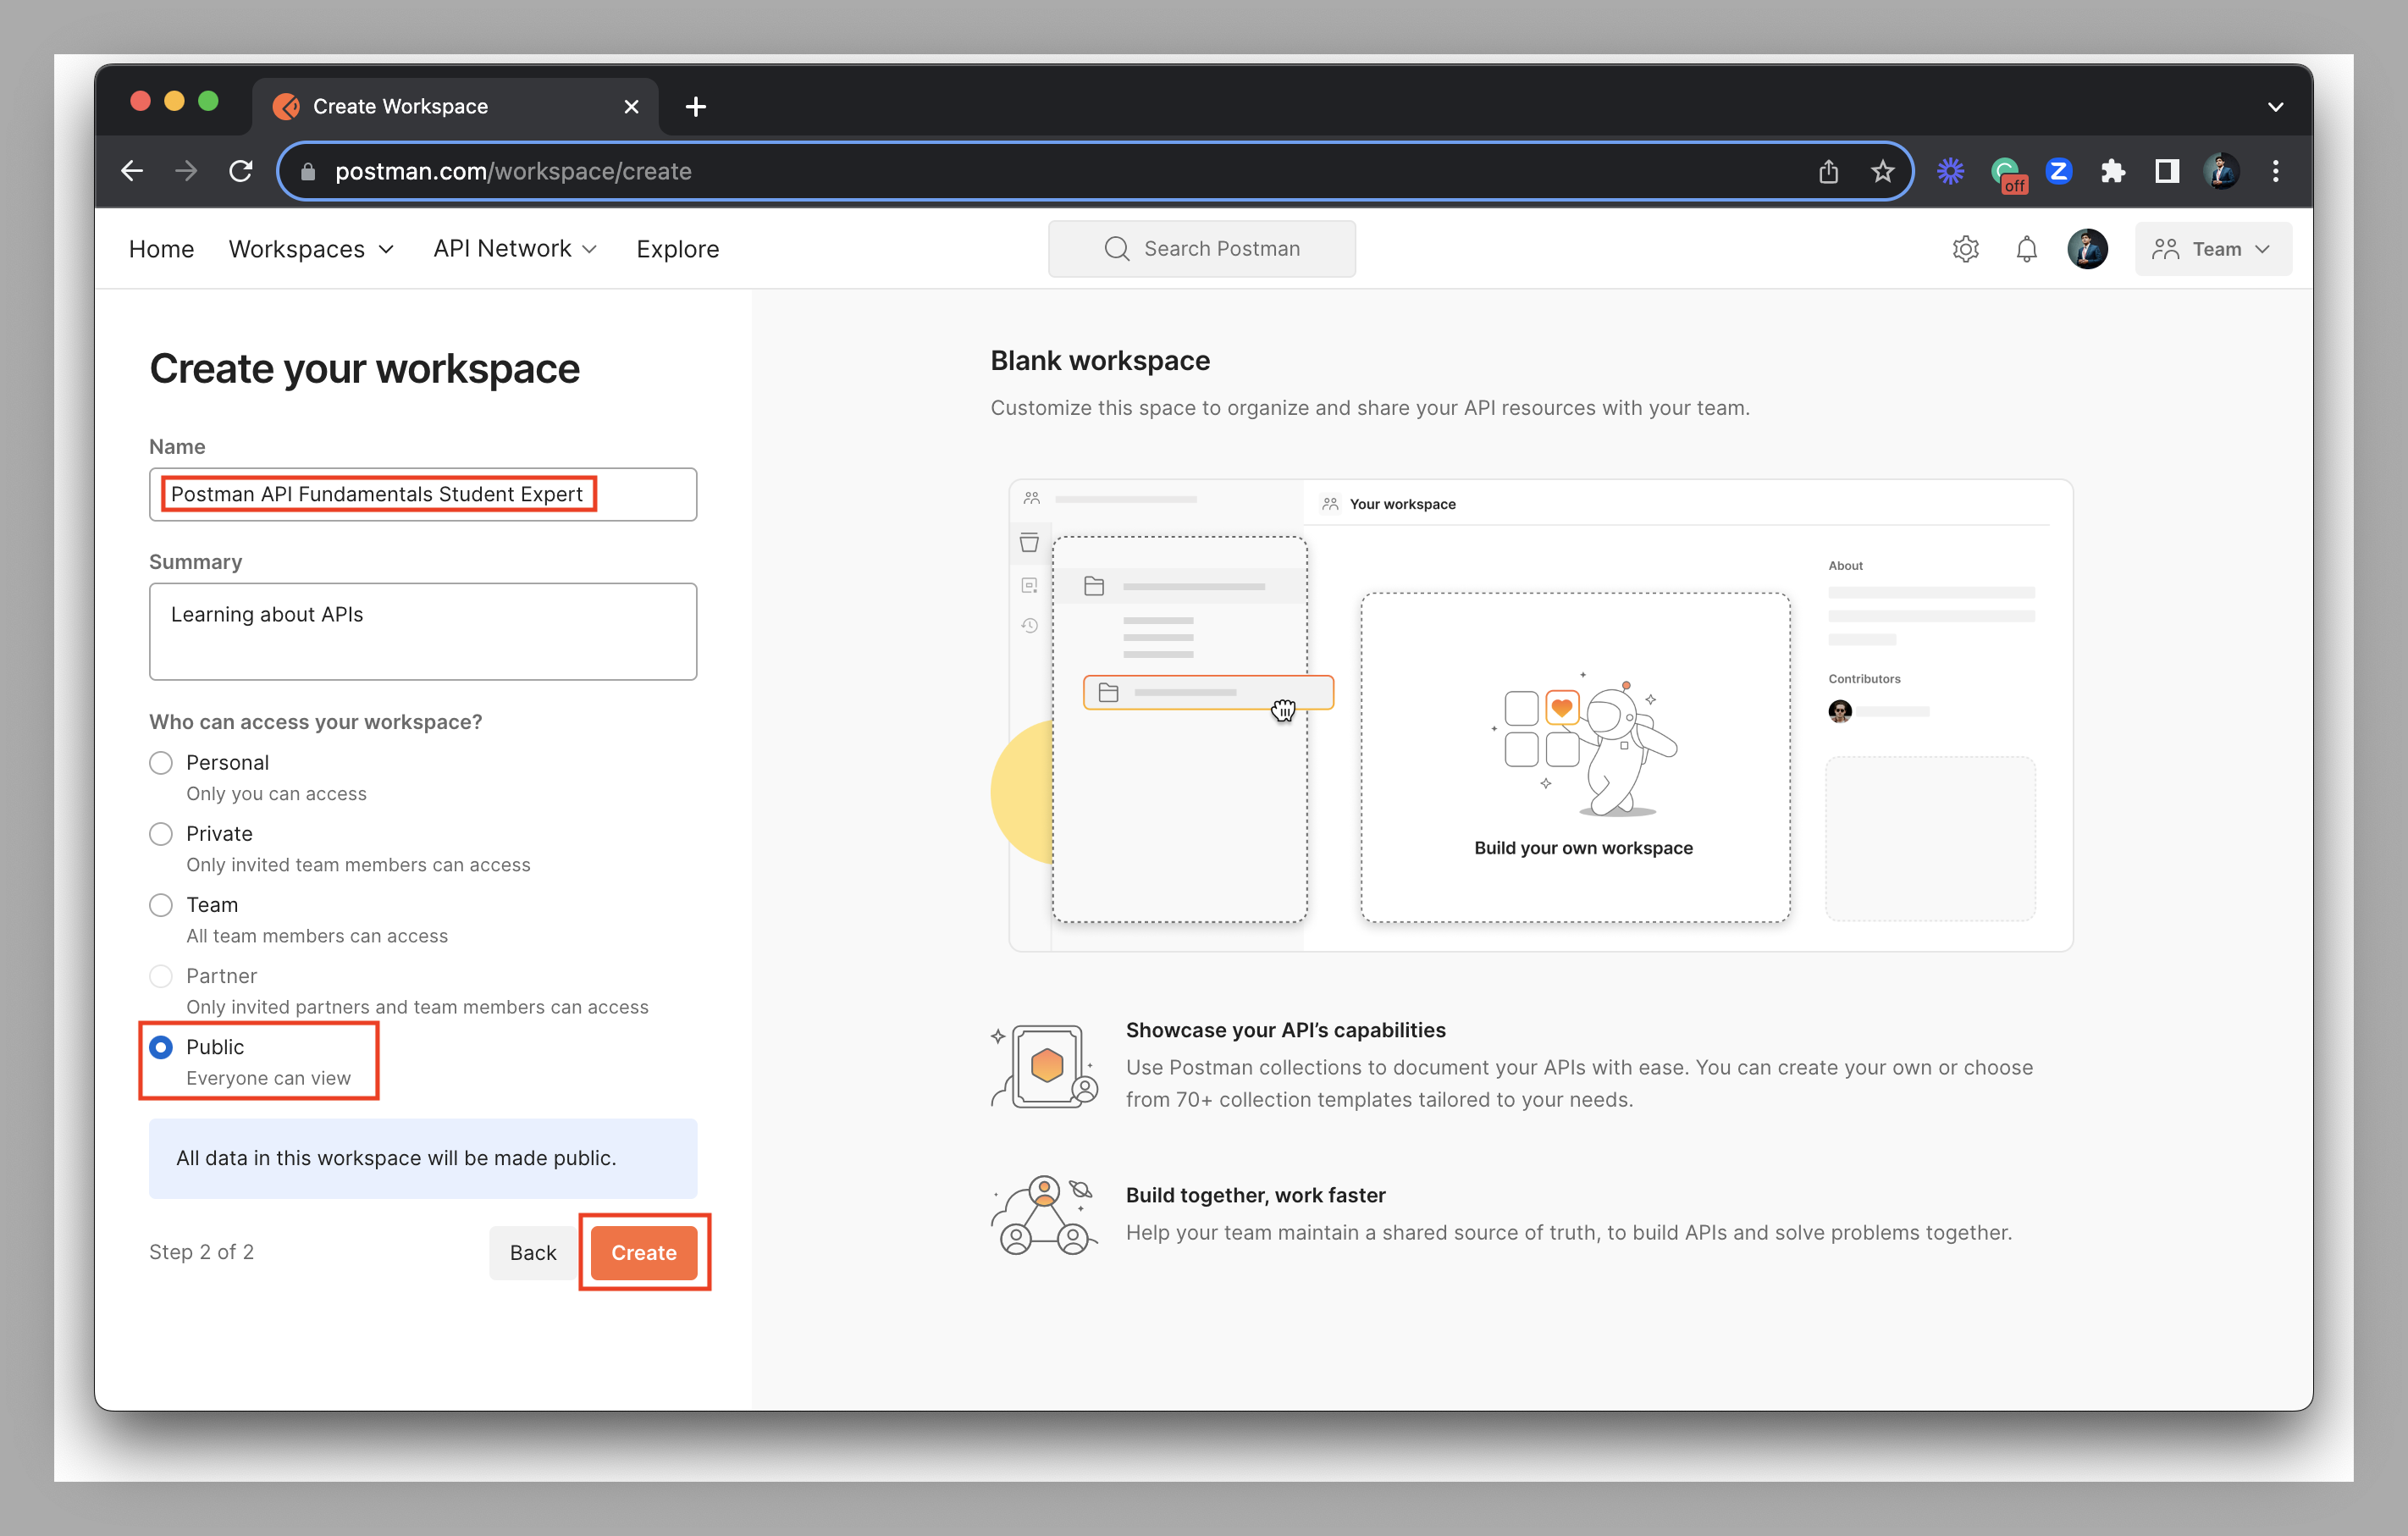 Create Workspace
postman.com/workspace/create
off
Z
Home
Workspaces
API Network
Explore
Search Postman
Team
Create your workspace
Name
Postman API Fundamentals Student Expert
Summary
Learning about APIs
Who can access your workspace?
Personal
Only you can access
Private
Only invited team members can access
Team
All team members can access
Partner
Only invited partners and team members can access
Public
Everyone can view
All data in this workspace will be made public.
Step 2 of 2
Back
Create
Blank workspace
Customize this space to organize and share your API resources with your team.
Your workspace
About
Contributors
Build your own workspace
Showcase your API’s capabilities
Use Postman collections to document your APIs with ease. You can create your own or choose
from 70+ collection templates tailored to your needs.
Build together, work faster
Help your team maintain a shared source of truth, to build APIs and solve problems together.